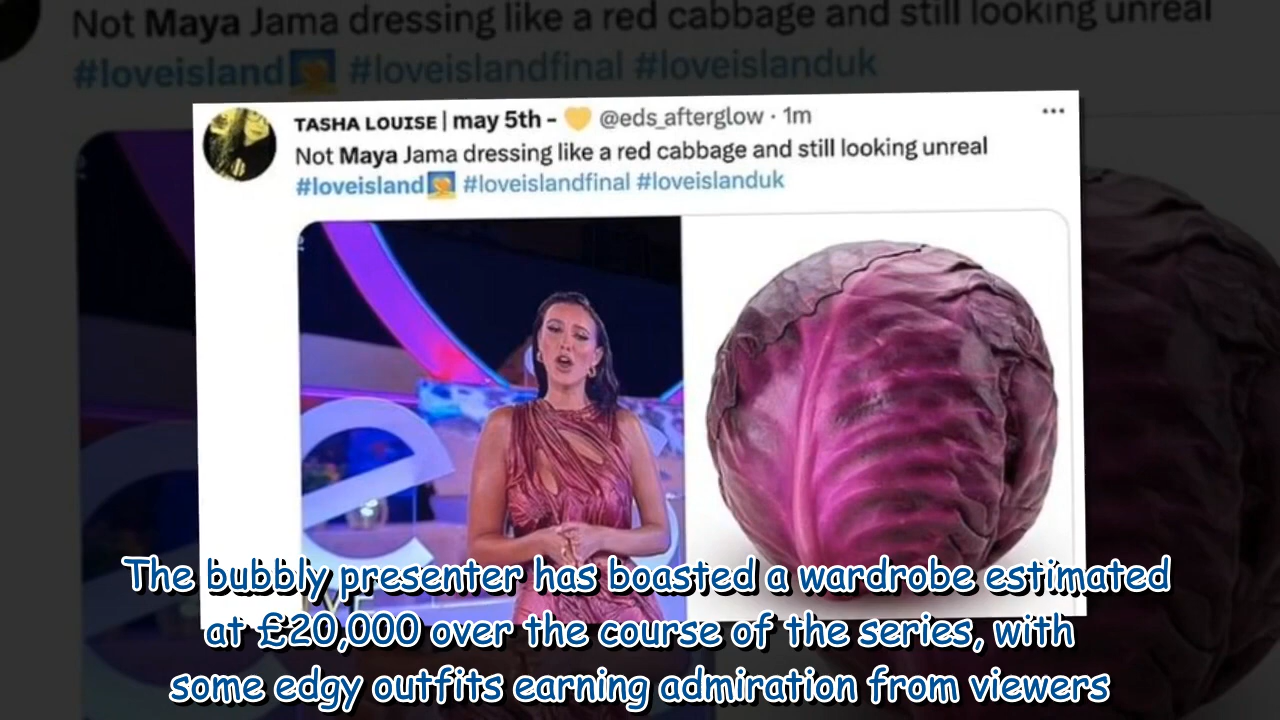 Not Maya Jama dressing like a red cabbage and still looking unreal
#loveisland #loveislandfinal #loveislanduk
TASHA LOUISE | may 5th - 💛 @eds_afterglow · 1m
Not Maya Jama dressing like a red cabbage and still looking unreal
#loveisland #loveislandfinal #loveislanduk
The bubbly presenter has boasted a wardrobe estimated
at £20,000 over the course of the series, with
some edgy outfits earning admiration from viewers